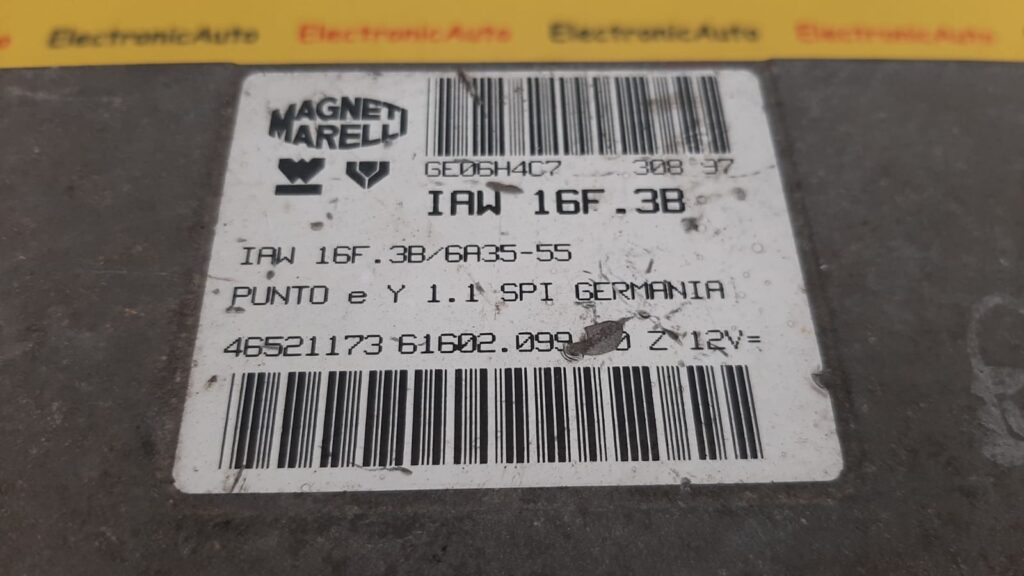 ElectronicAuto ElectronicAuto ElectronicAuto ElectronicAuto
MAGNETI
MARELLI
GE06H4C7 308 97
IAW 16F.3B
IAW 16F.3B/6A35-55
PUNTO e Y 1.1 SPI GERMANIA
46521173 61602.099 Z 12V=